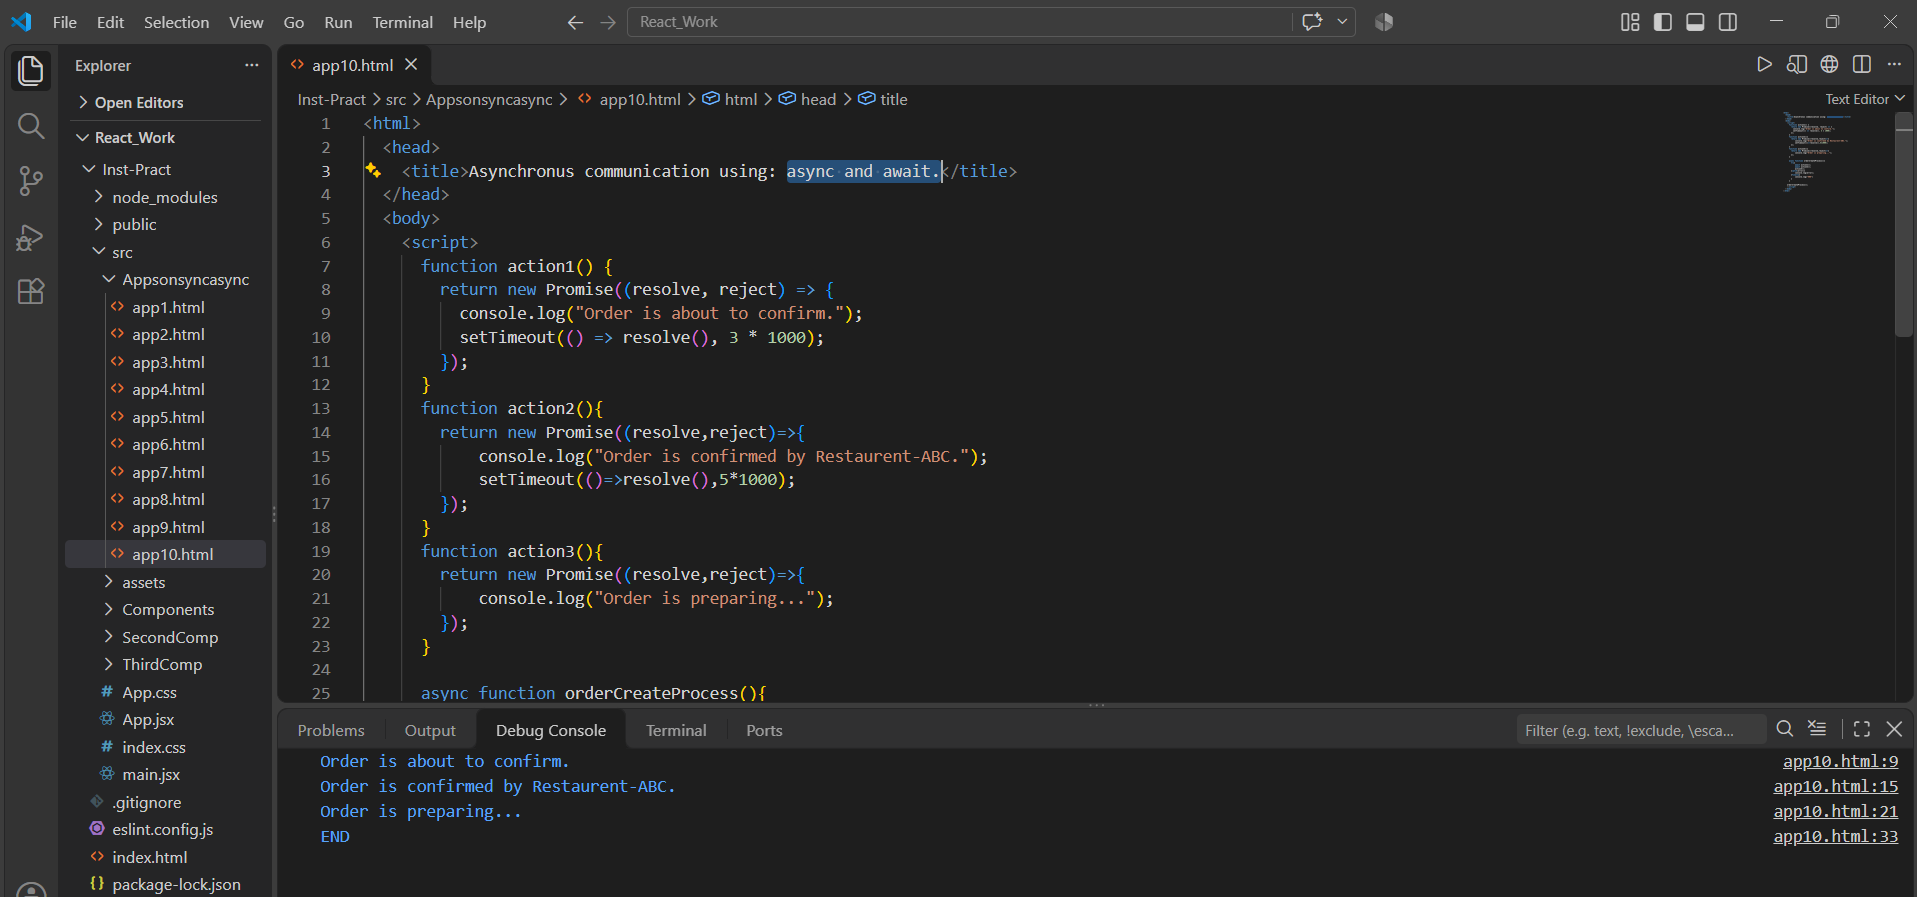 File Edit Selection View Go Run Terminal Help
React_Work
Explorer
Open Editors
React_Work
Inst-Pract
node_modules
public
src
Appsonsyncasync
app1.html
app2.html
app3.html
app4.html
app5.html
app6.html
app7.html
app8.html
app9.html
app10.html
assets
Components
SecondComp
ThirdComp
App.css
App.jsx
index.css
main.jsx
.gitignore
eslint.config.js
index.html
package-lock.json
app10.html
Inst-Pract > src > Appsonsyncasync > app10.html > html > head > title
Text Editor
1 <html>
2 <head>
3 <title>Asynchronus communication using: async and await.</title>
4 </head>
5 <body>
6 <script>
7 function action1() {
8 return new Promise((resolve, reject) => {
9 console.log("Order is about to confirm.");
10 setTimeout(() => resolve(), 3 * 1000);
11 });
12 }
13 function action2(){
14 return new Promise((resolve,reject)=>{
15 console.log("Order is confirmed by Restaurent-ABC.");
16 setTimeout(()=>resolve(),5*1000);
17 });
18 }
19 function action3(){
20 return new Promise((resolve,reject)=>{
21 console.log("Order is preparing...");
22 });
23 }
24
25 async function orderCreateProcess(){
Problems Output Debug Console Terminal Ports
Filter (e.g. text, !exclude, \esca...
Order is about to confirm. app10.html:9
Order is confirmed by Restaurent-ABC. app10.html:15
Order is preparing... app10.html:21
END app10.html:33